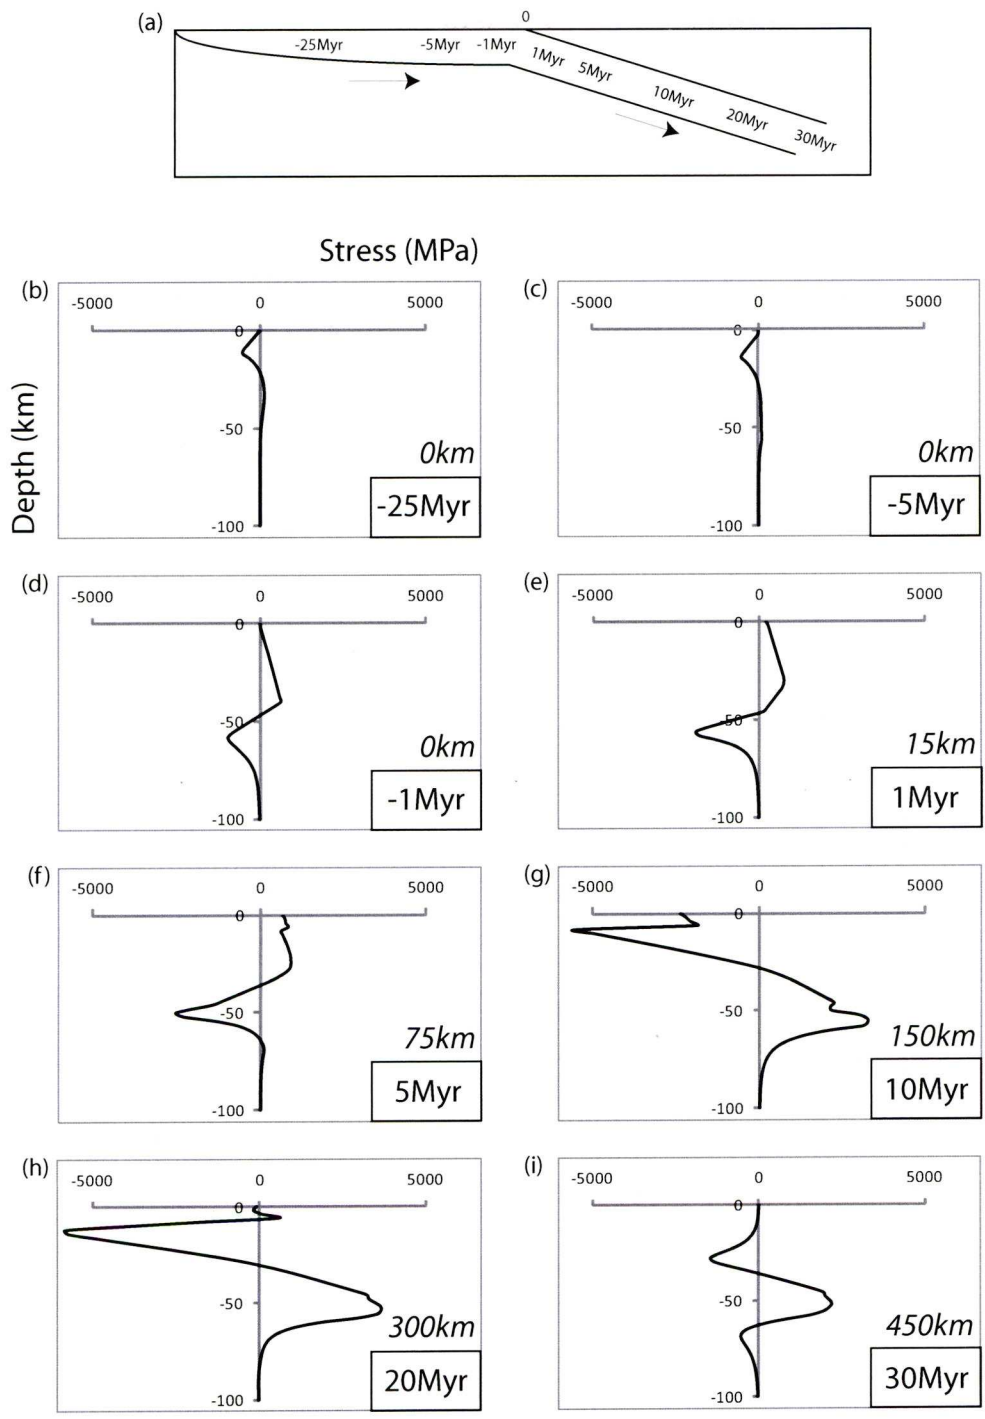 (a)
0
-25Myr -5Myr -1Myr
1Myr 5Myr 10Myr 20Myr 30Myr
Stress (MPa)
Depth (km)
(b)
-5000 0 5000
0
-50
0km
-25Myr
-100
(c)
-5000 0 5000
0
-50
0km
-5Myr
-100
(d)
-5000 0 5000
0
-50
0km
-1Myr
-100
(e)
-5000 0 5000
0
-50
15km
1Myr
-100
(f)
-5000 0 5000
0
-50
75km
5Myr
-100
(g)
-5000 0 5000
0
-50
150km
10Myr
-100
(h)
-5000 0 5000
0
-50
300km
20Myr
-100
(i)
-5000 0 5000
0
-50
450km
30Myr
-100